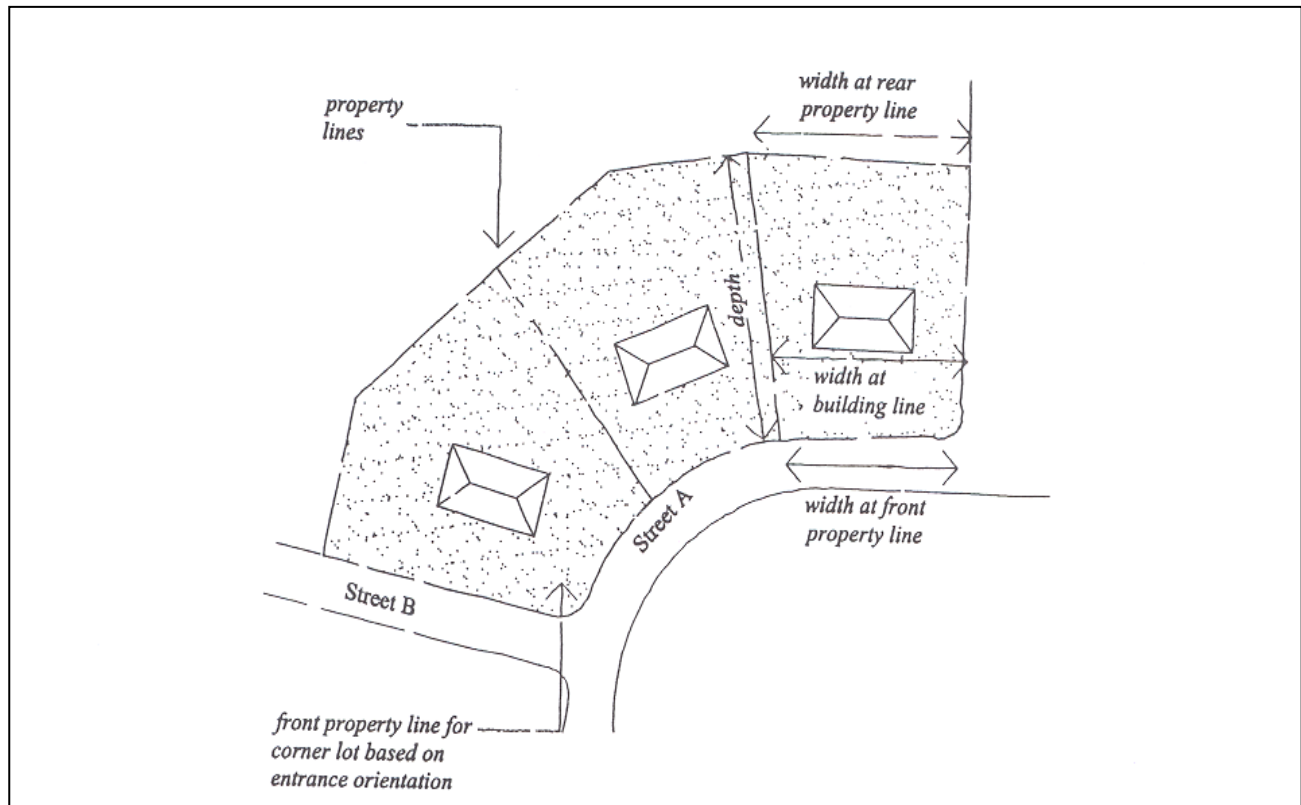 width at rear
property line
property
lines
depth
width at
building line
width at front
property line
Street A
Street B
front property line for
corner lot based on
entrance orientation